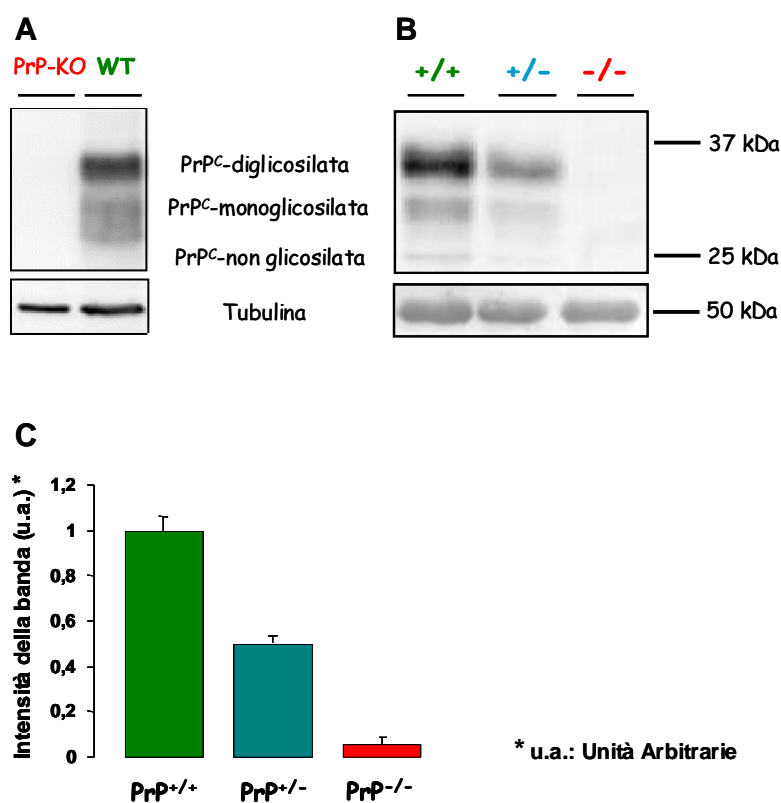 A
B
PrP-KO WT
+/+ +/- -/-
37 kDa
PrPᶜ-diglicosilata
PrPᶜ-monoglicosilata
PrPᶜ-non glicosilata
25 kDa
Tubulina
50 kDa
C
Intensità della banda (u.a.) *
1,2
1
0,8
0,6
0,4
0,2
0
PrP⁺/⁺ PrP⁺/⁻ PrP⁻/⁻
* u.a.: Unità Arbitrarie